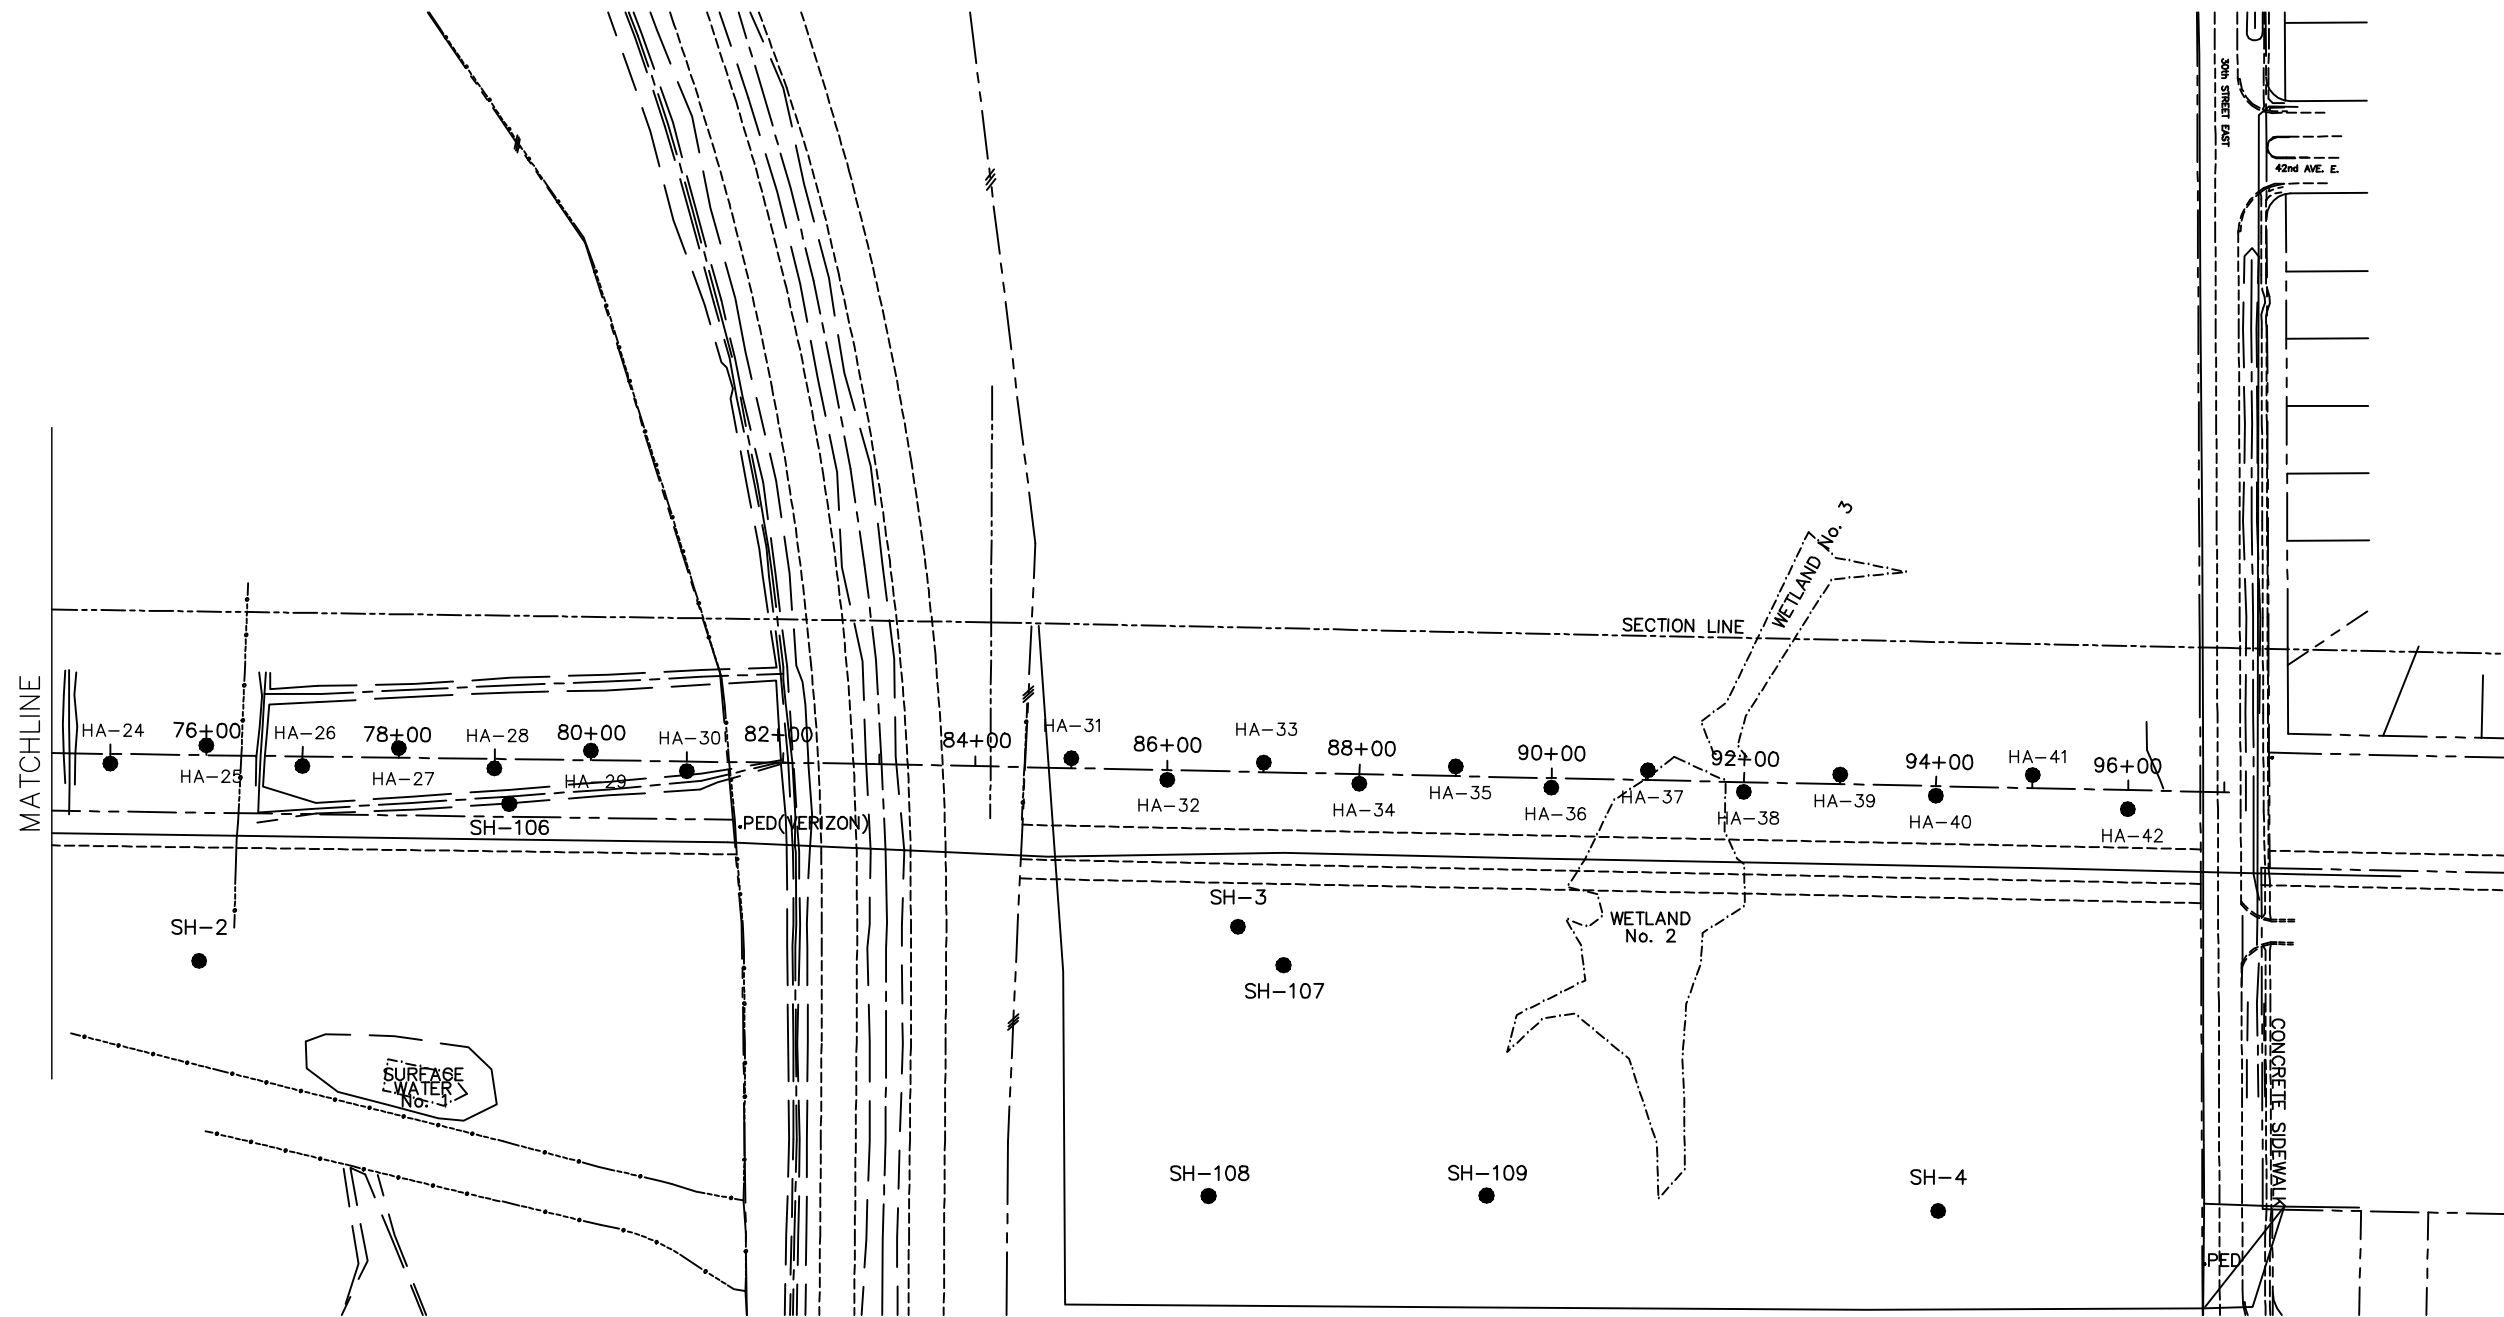 30th STREET EAST
42nd AVE. E.
WETLAND No. 3
SECTION LINE
MATCHLINE
HA-24
76+00
HA-25
HA-26
78+00
HA-27
HA-28
80+00
HA-29
HA-30
82+00
84+00
HA-31
86+00
HA-32
HA-33
88+00
HA-34
HA-35
90+00
HA-36
HA-37
92+00
HA-38
HA-39
94+00
HA-40
HA-41
96+00
HA-42
SH-106
PED(VERIZON)
SH-2
SH-3
SH-107
WETLAND
No. 2
SURFACE
WATER
No. 1
CONCRETE SIDEWALK
SH-108
SH-109
SH-4
PED